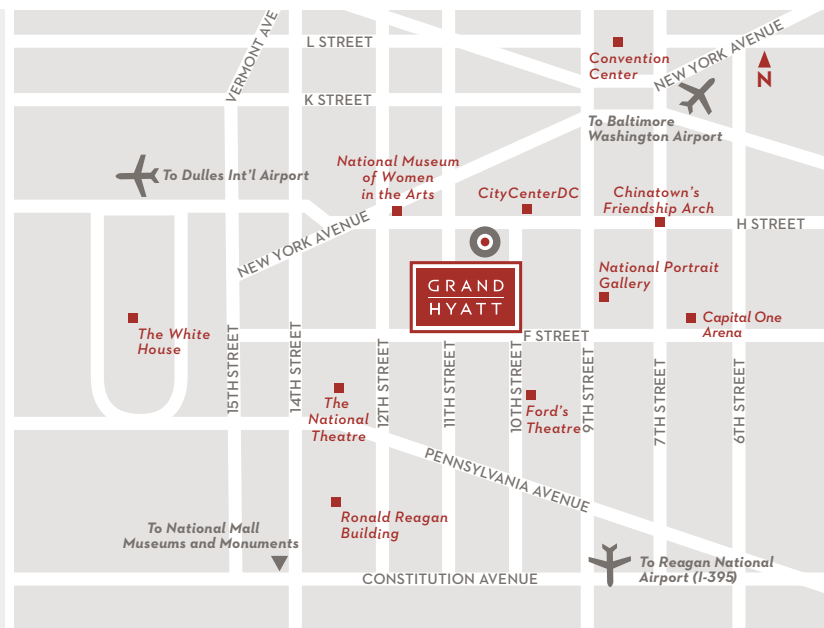 VERMONT AVE
L STREET
Convention
Center
NEW YORK AVENUE
N
K STREET
To Baltimore
Washington Airport
To Dulles Int'l Airport
National Museum
of Women
in the Arts
CityCenterDC
Chinatown's
Friendship Arch
H STREET
NEW YORK AVENUE
GRAND
HYATT
National Portrait
Gallery
The White
House
Capital One
Arena
F STREET
15TH STREET
14TH STREET
12TH STREET
11TH STREET
10TH STREET
9TH STREET
7TH STREET
6TH STREET
The
National
Theatre
Ford's
Theatre
PENNSYLVANIA AVENUE
Ronald Reagan
Building
To National Mall
Museums and Monuments
To Reagan National
Airport (I-395)
CONSTITUTION AVENUE